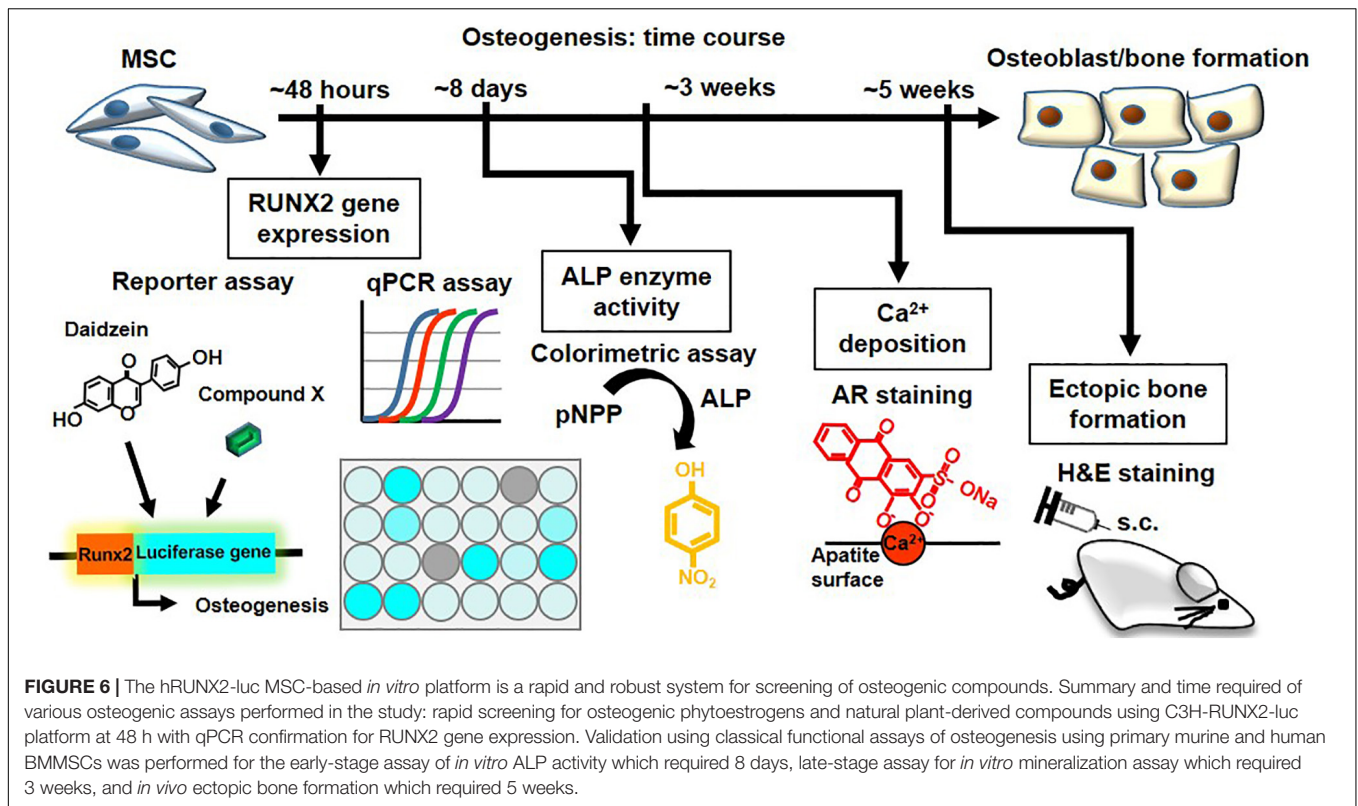 Osteogenesis: time course
MSC
Osteoblast/bone formation
~48 hours
~8 days
~3 weeks
~5 weeks
RUNX2 gene
expression
Reporter assay
qPCR assay
Daidzein
OH
O
O
HO
Compound X
Runx2
Luciferase gene
Osteogenesis
ALP enzyme
activity
Colorimetric assay
pNPP
ALP
OH
NO₂
Ca²⁺
deposition
AR staining
O
O
O
S
O
ONa
O⁻
O⁻
Ca²⁺
Apatite
surface
Ectopic bone
formation
H&E staining
s.c.
FIGURE 6 | The hRUNX2-luc MSC-based in vitro platform is a rapid and robust system for screening of osteogenic compounds. Summary and time required of
various osteogenic assays performed in the study: rapid screening for osteogenic phytoestrogens and natural plant-derived compounds using C3H-RUNX2-luc
platform at 48 h with qPCR confirmation for RUNX2 gene expression. Validation using classical functional assays of osteogenesis using primary murine and human
BMMSCs was performed for the early-stage assay of in vitro ALP activity which required 8 days, late-stage assay for in vitro mineralization assay which required
3 weeks, and in vivo ectopic bone formation which required 5 weeks.